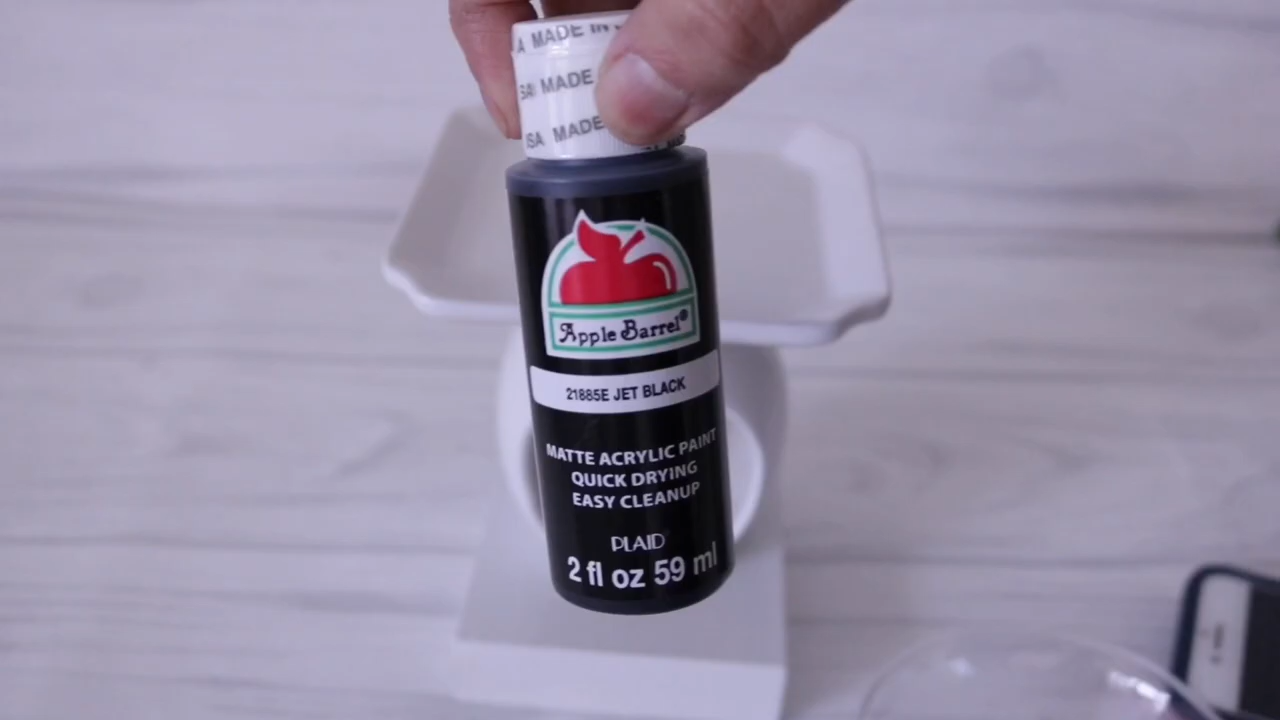 A MADE IN
SA MADE
USA MADE
Apple Barrel®
21885E JET BLACK
MATTE ACRYLIC PAINT
QUICK DRYING
EASY CLEANUP
PLAID
2 fl oz 59 ml